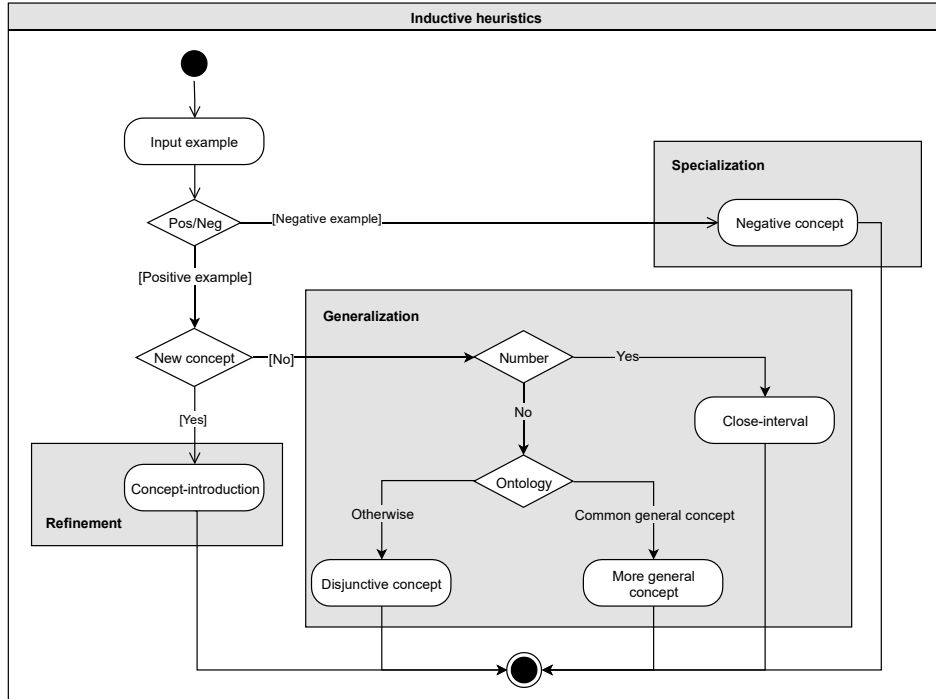 Inductive heuristics
Input example
Specialization
Pos/Neg
[Negative example]
Negative concept
[Positive example]
Generalization
New concept
[No]
Number
Yes
[Yes]
No
Close-interval
Concept-introduction
Ontology
Refinement
Otherwise
Common general concept
Disjunctive concept
More general
concept